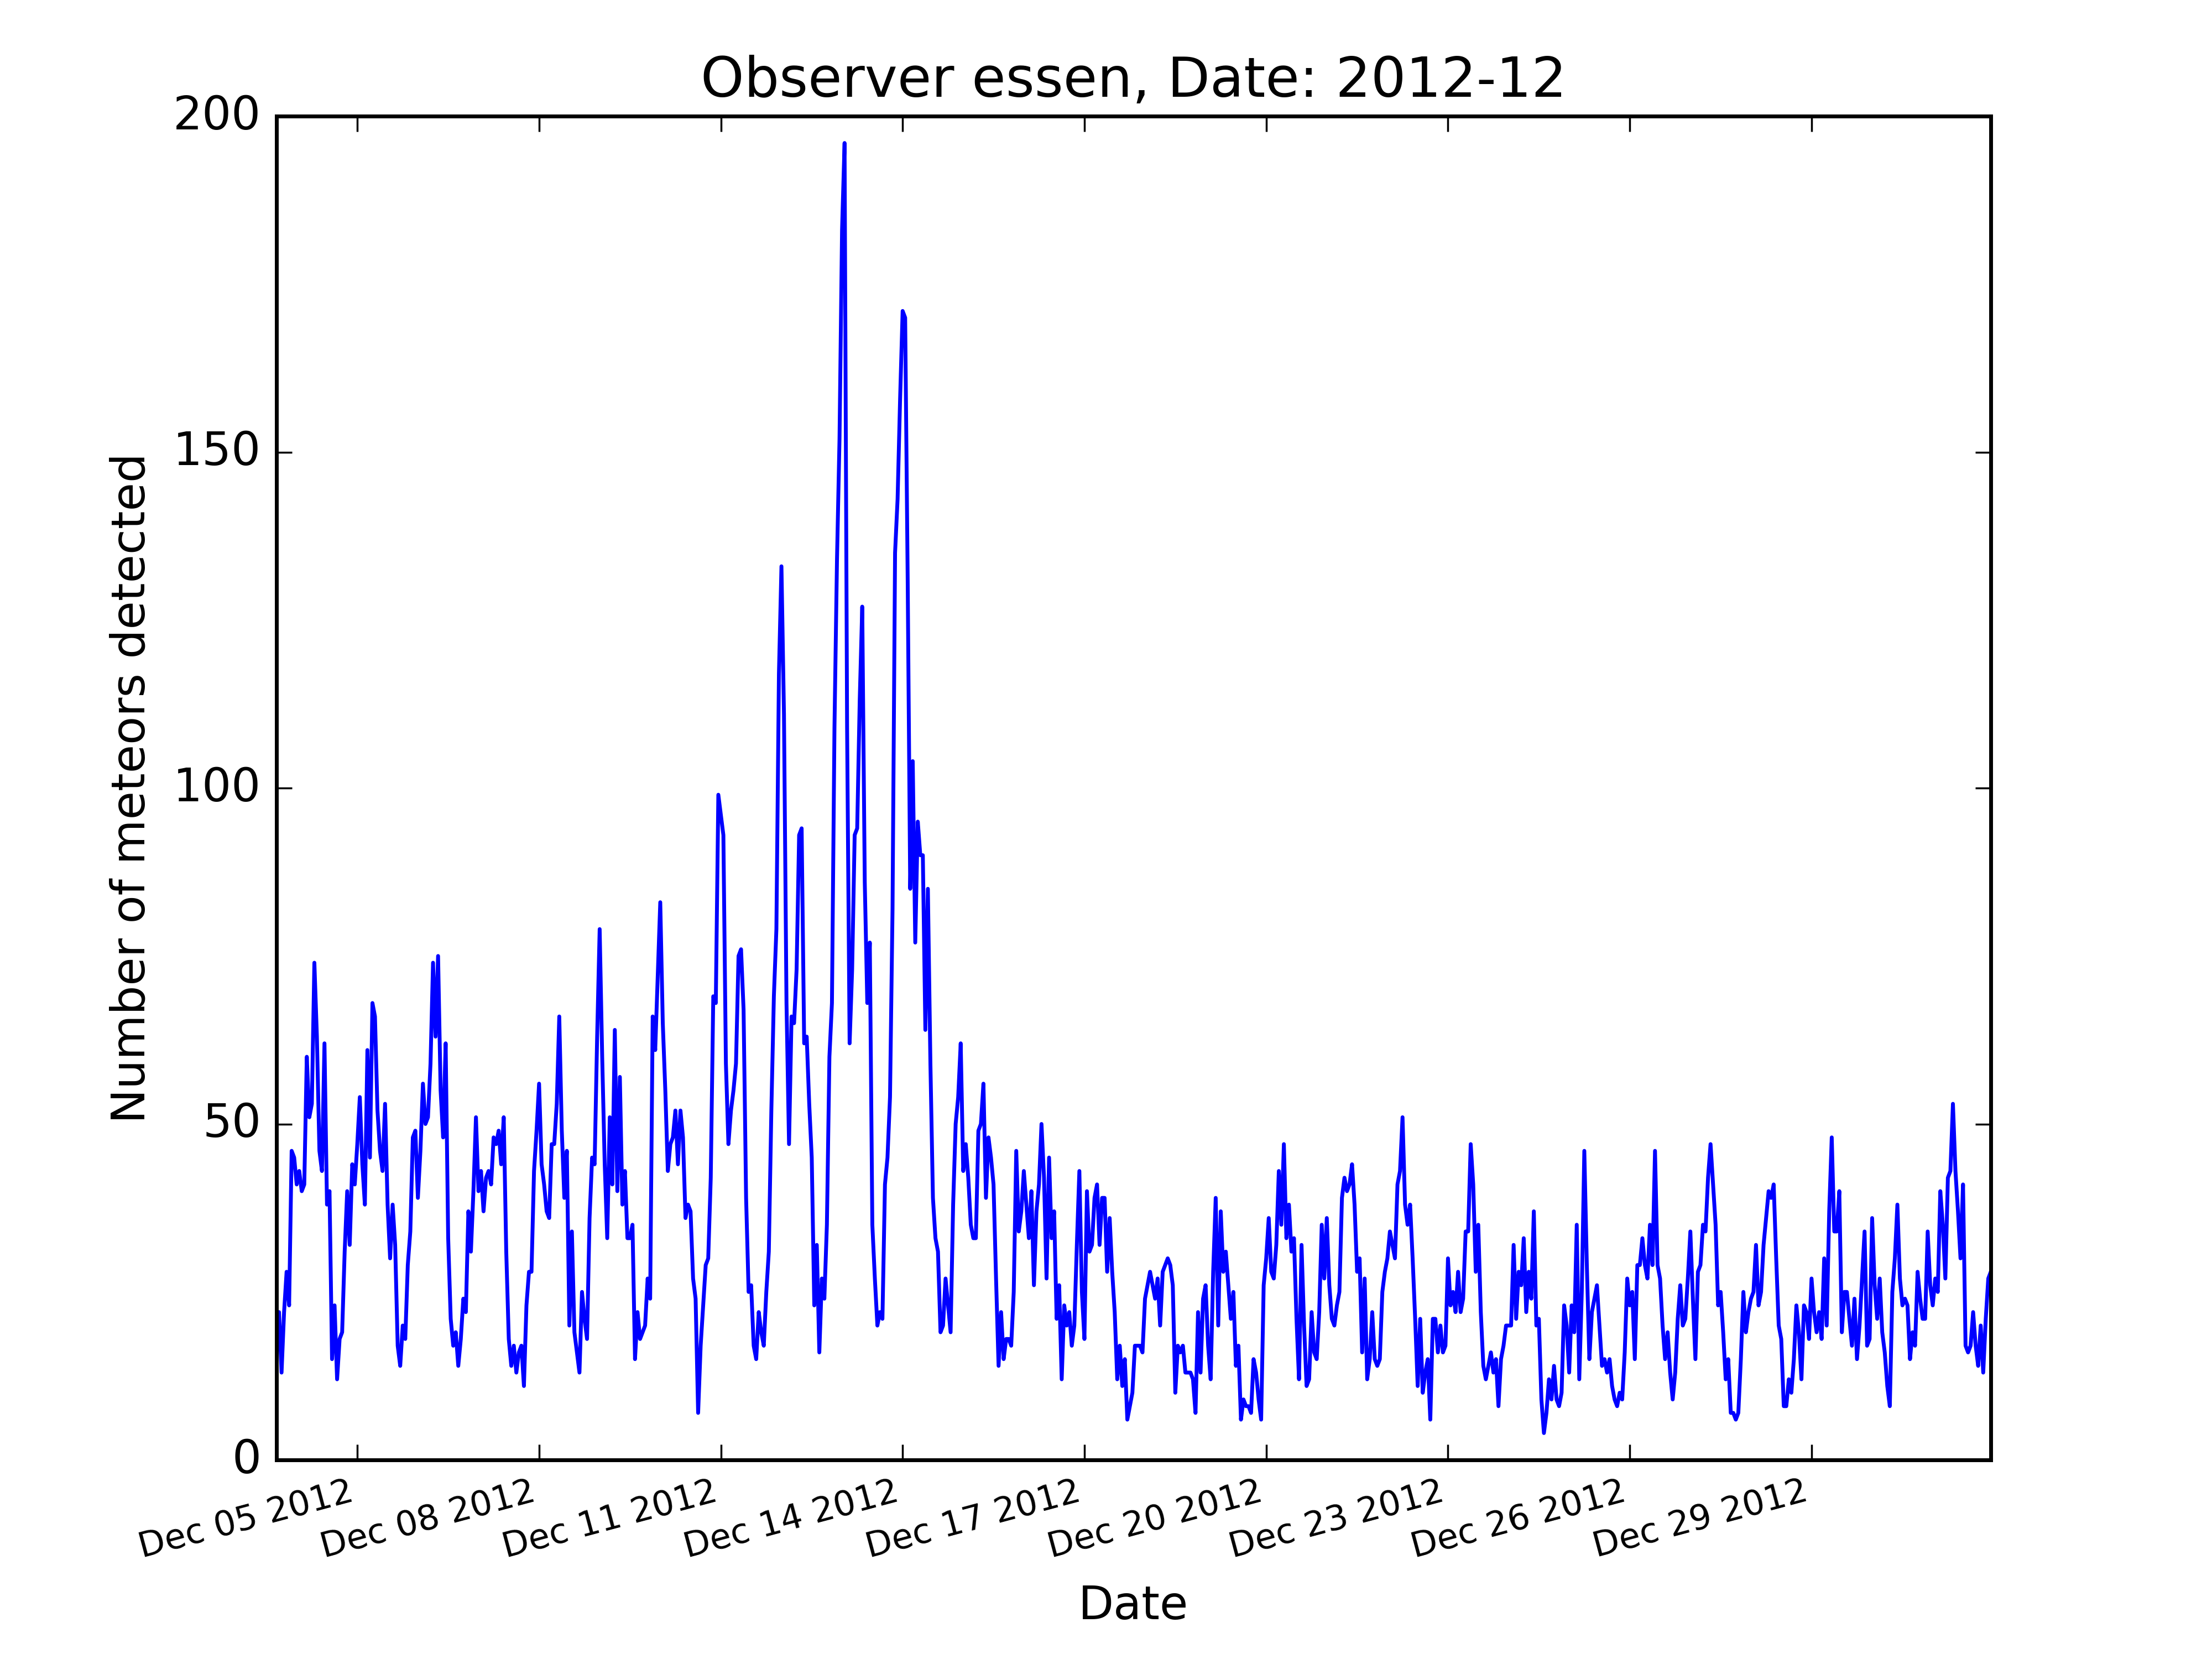 Observer essen, Date: 2012-12
200
150
100
50
0
Number of meteors detected
Dec 05 2012
Dec 08 2012
Dec 11 2012
Dec 14 2012
Dec 17 2012
Dec 20 2012
Dec 23 2012
Dec 26 2012
Dec 29 2012
Date